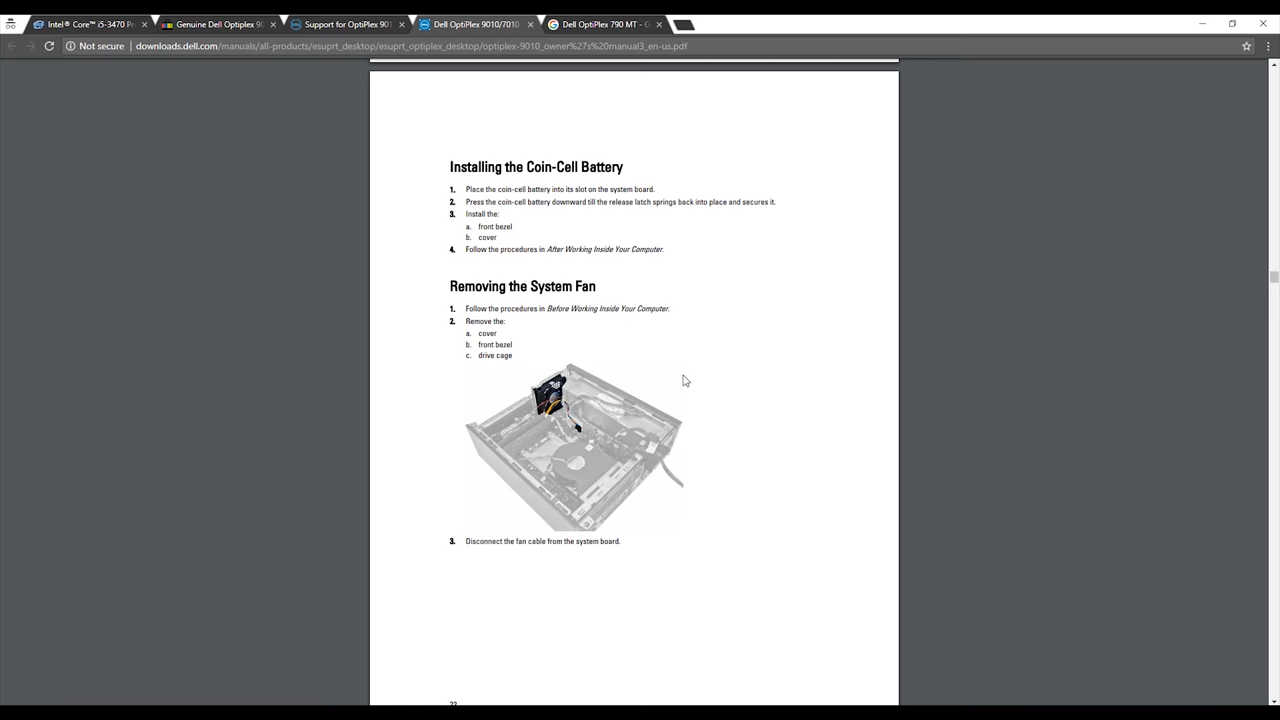 Intel® Core™ i5-3470 Pr
Genuine Dell Optiplex 90
Support for OptiPlex 901
Dell OptiPlex 9010/7010
Dell OptiPlex 790 MT - G
Not secure
downloads.dell.com/manuals/all-products/esuprt_desktop/esuprt_optiplex_desktop/optiplex-9010_owner%27s%20manual3_en-us.pdf
Installing the Coin-Cell Battery
1. Place the coin-cell battery into its slot on the system board.
2. Press the coin-cell battery downward till the release latch springs back into place and secures it.
3. Install the:
a. front bezel
b. cover
4. Follow the procedures in After Working Inside Your Computer.
Removing the System Fan
1. Follow the procedures in Before Working Inside Your Computer.
2. Remove the:
a. cover
b. front bezel
c. drive cage
3. Disconnect the fan cable from the system board.